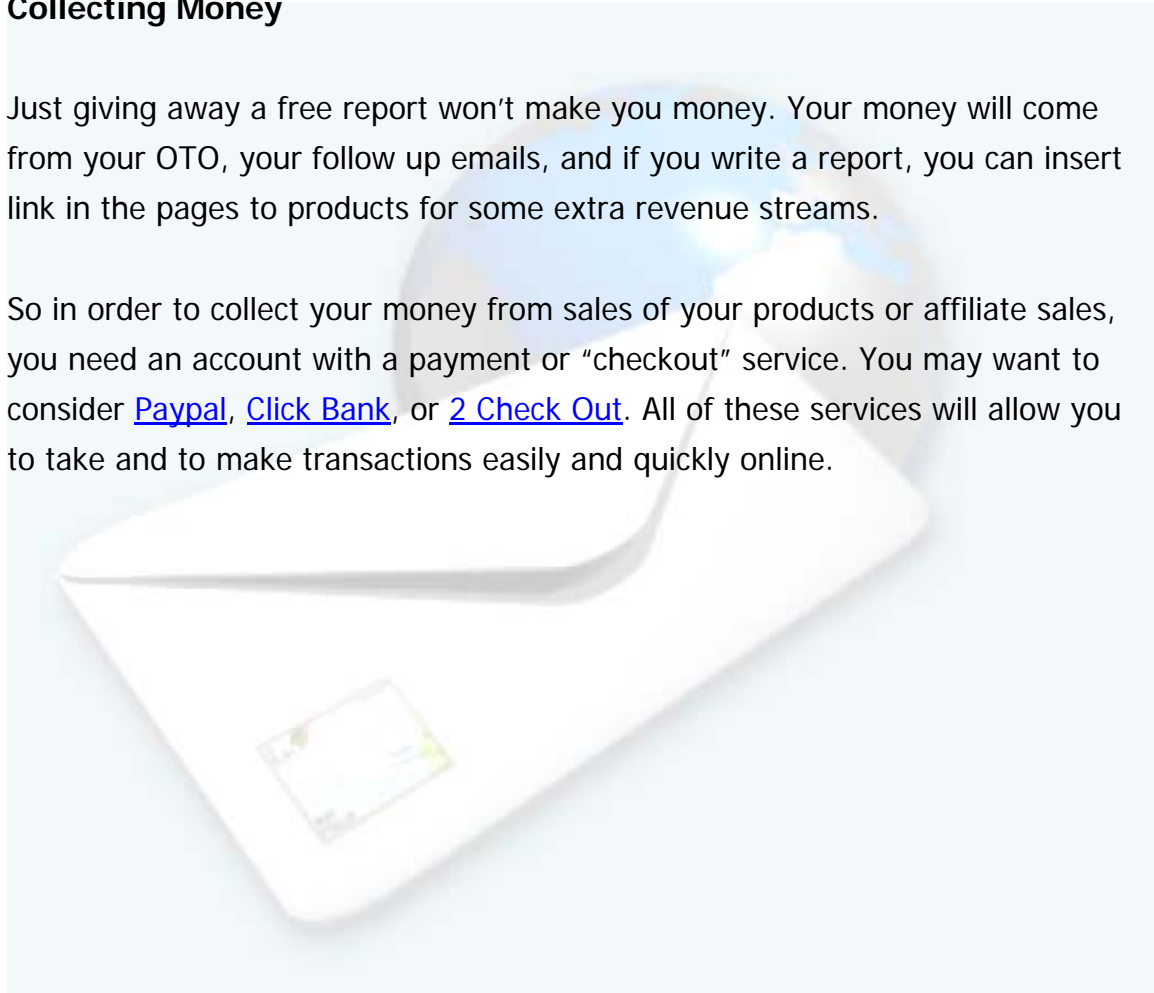 Collecting Money
Just giving away a free report won't make you money. Your money will come
from your OTO, your follow up emails, and if you write a report, you can insert
link in the pages to products for some extra revenue streams.
So in order to collect your money from sales of your products or affiliate sales,
you need an account with a payment or “checkout” service. You may want to
consider Paypal, Click Bank, or 2 Check Out. All of these services will allow you
to take and to make transactions easily and quickly online.